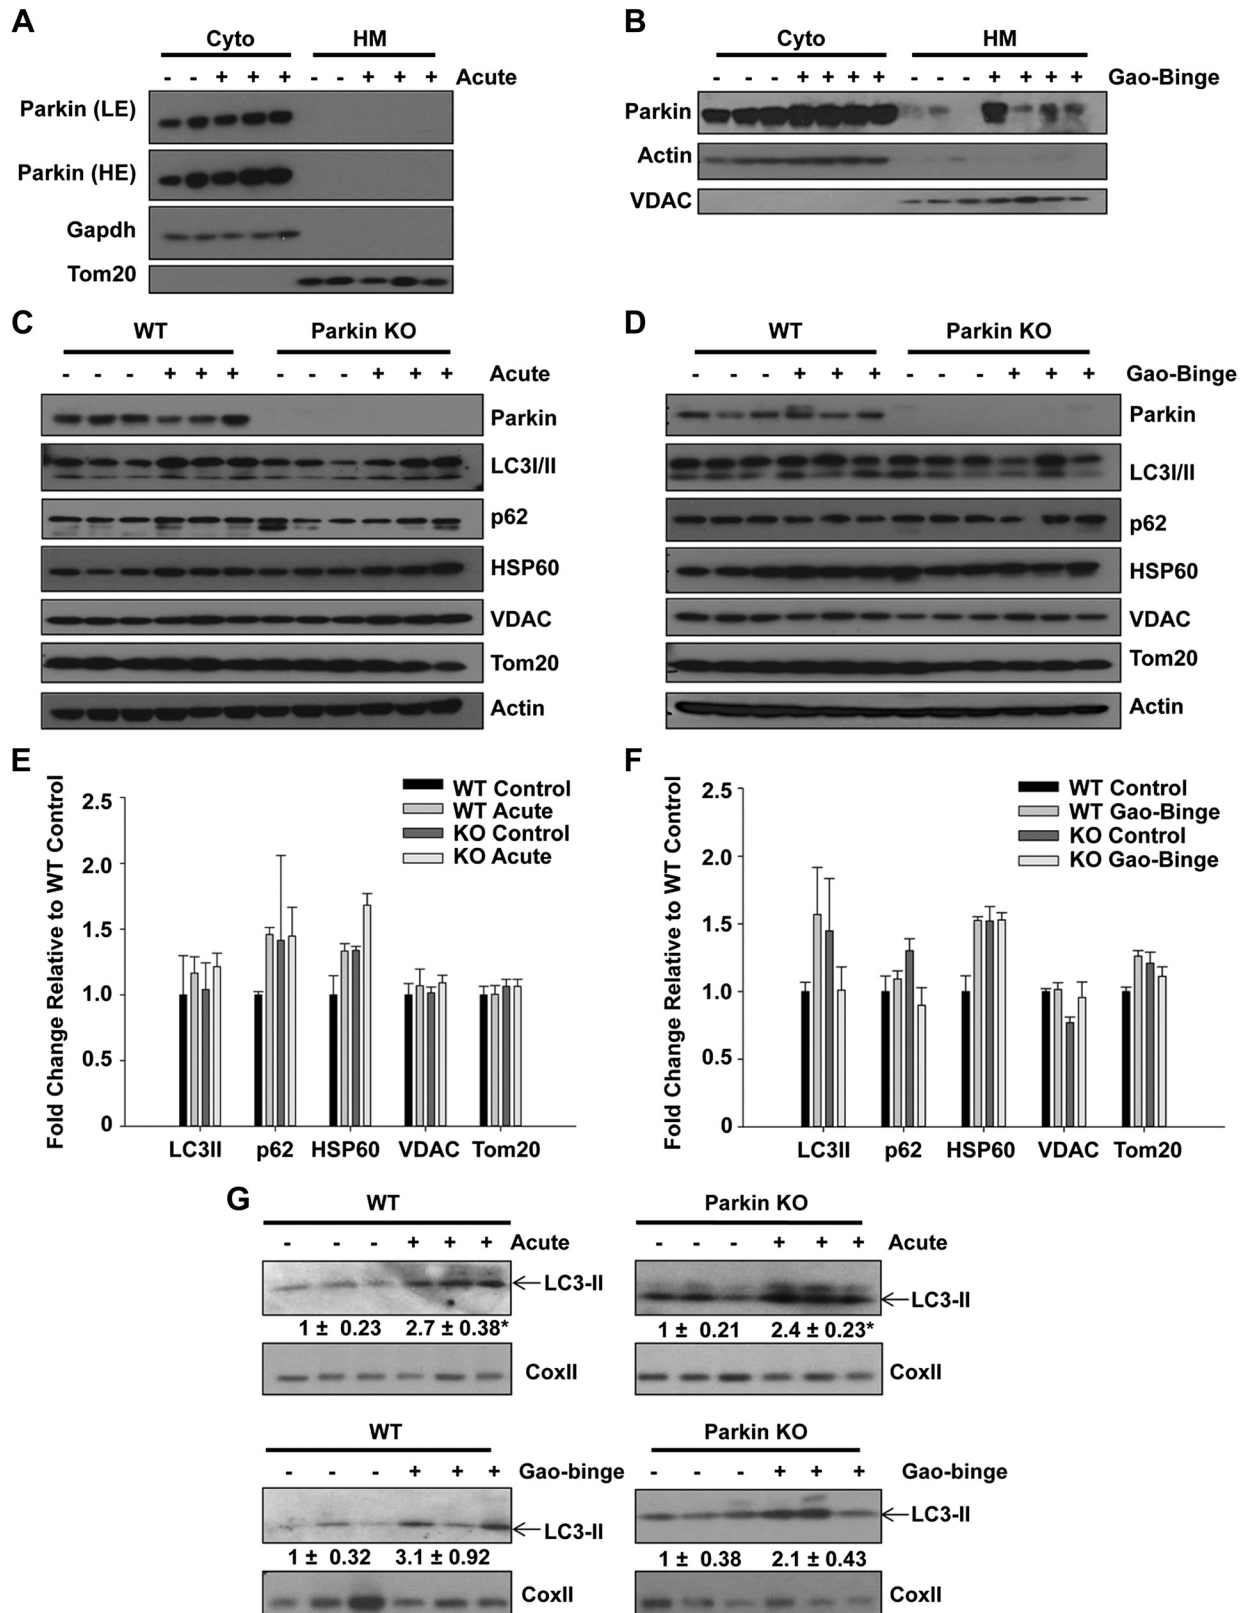 A
Cyto HM
- - + + + - - + + + Acute
Parkin (LE)
Parkin (HE)
Gapdh
Tom20
B
Cyto HM
- - - + + + + - - - + + + + Gao-Binge
Parkin
Actin
VDAC
C
WT Parkin KO
- - - + + + - - - + + + Acute
Parkin
LC3I/II
p62
HSP60
VDAC
Tom20
Actin
D
WT Parkin KO
- - - + + + - - - + + + Gao-Binge
Parkin
LC3I/II
p62
HSP60
VDAC
Tom20
Actin
E
Fold Change Relative to WT Control
2.5
2.0
1.5
1.0
0.5
0
WT Control
WT Acute
KO Control
KO Acute
LC3II p62 HSP60 VDAC Tom20
F
Fold Change Relative to WT Control
2.5
2.0
1.5
1.0
0.5
0
WT Control
WT Gao-Binge
KO Control
KO Gao-Binge
LC3II p62 HSP60 VDAC Tom20
G
WT
- - - + + + Acute
LC3-II
1 ± 0.23 2.7 ± 0.38*
CoxII
Parkin KO
- - - + + + Acute
LC3-II
1 ± 0.21 2.4 ± 0.23*
CoxII
WT
- - - + + + Gao-binge
LC3-II
1 ± 0.32 3.1 ± 0.92
CoxII
Parkin KO
- - - + + + Gao-binge
LC3-II
1 ± 0.38 2.1 ± 0.43
CoxII